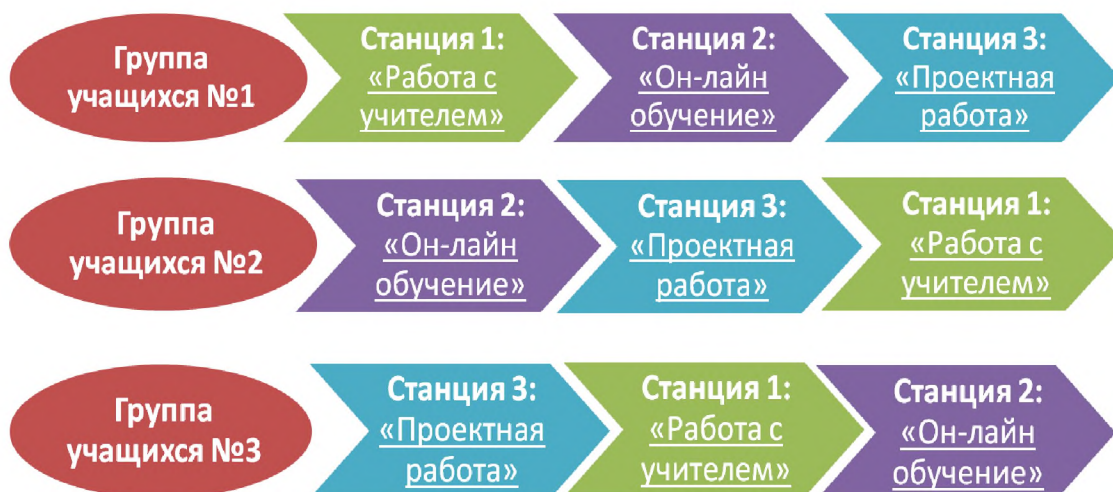 Группа
учащихся №1
Станция 1:
«Работа с
учителем»
Станция 2:
«Он-лайн
обучение»
Станция 3:
«Проектная
работа»
Группа
учащихся №2
Станция 2:
«Он-лайн
обучение»
Станция 3:
«Проектная
работа»
Станция 1:
«Работа с
учителем»
Группа
учащихся №3
Станция 3:
«Проектная
работа»
Станция 1:
«Работа с
учителем»
Станция 2:
«Он-лайн
обучение»